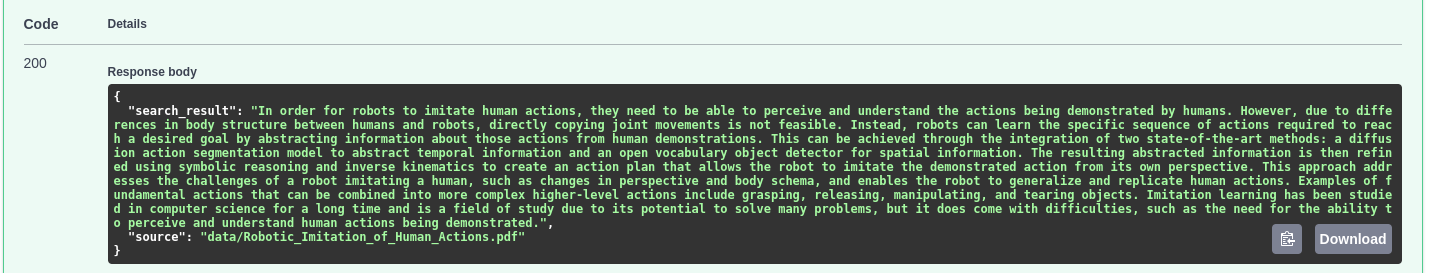 Code Details
200
Response body
{
"search_result": "In order for robots to imitate human actions, they need to be able to perceive and understand the actions being demonstrated by humans. However, due to diffe
rences in body structure between humans and robots, directly copying joint movements is not feasible. Instead, robots can learn the specific sequence of actions required to reac
h a desired goal by abstracting information about those actions from human demonstrations. This can be achieved through the integration of two state-of-the-art methods: a diffus
ion action segmentation model to abstract temporal information and an open vocabulary object detector for spatial information. The resulting abstracted information is then refin
ed using symbolic reasoning and inverse kinematics to create an action plan that allows the robot to imitate the demonstrated action from its own perspective. This approach addr
esses the challenges of a robot imitating a human, such as changes in perspective and body schema, and enables the robot to generalize and replicate human actions. Examples of f
undamental actions that can be combined into more complex higher-level actions include grasping, releasing, manipulating, and tearing objects. Imitation learning has been studie
d in computer science for a long time and is a field of study due to its potential to solve many problems, but it does come with difficulties, such as the need for the ability t
o perceive and understand human actions being demonstrated.",
"source": "data/Robotic_Imitation_of_Human_Actions.pdf"
}
Download